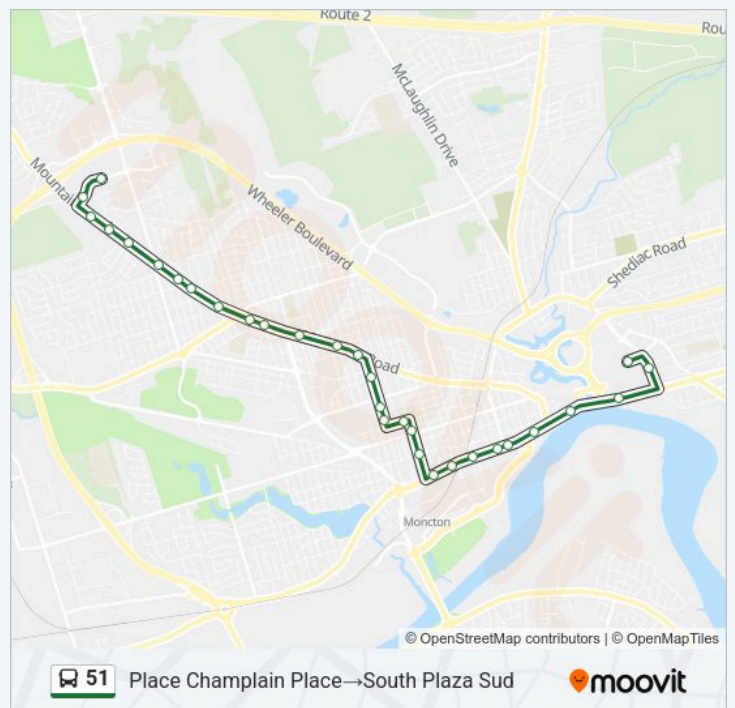 Route 2
Rou
McLaughlin Drive
Mountai
Wheeler Boulevard
Shediac Road
Road
Moncton
© OpenStreetMap contributors | © OpenMapTiles
51 Place Champlain Place→South Plaza Sud moovit